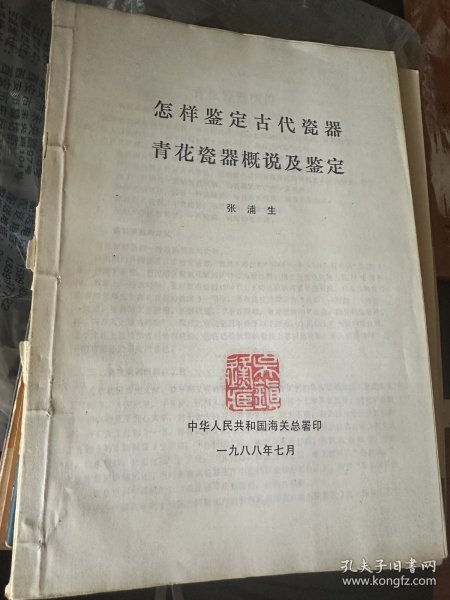 怎样鉴定古代瓷器
青花瓷器概说及鉴定
张浦生
中华人民共和国海关总署印
一九八八年七月
孔夫子旧书网
www.kongfz.com